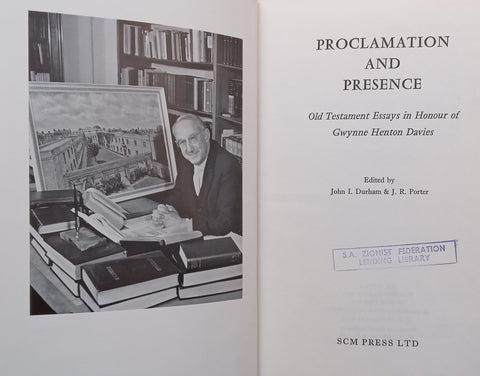 PROCLAMATION
AND
PRESENCE
Old Testament Essays in Honour of
Gwynne Henton Davies
Edited by
John I. Durham & J. R. Porter
S.A. ZIONIST FEDERATION
LENDING LIBRARY
SCM PRESS LTD